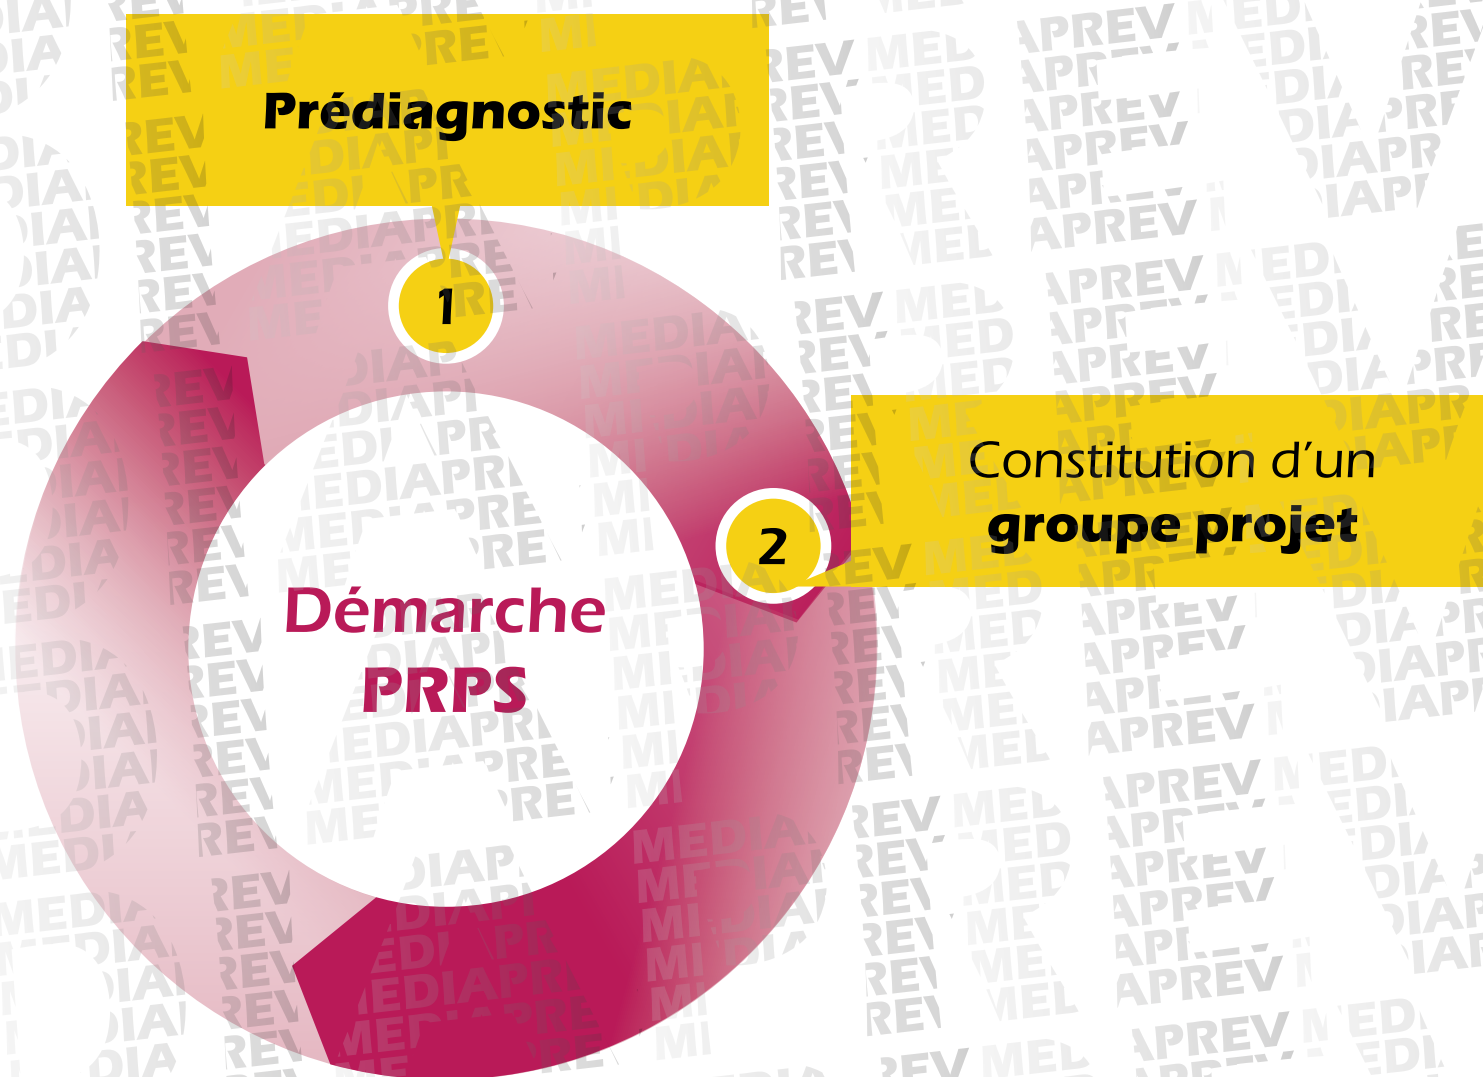 Prédiagnostic
1
Constitution d’un
groupe projet
2
Démarche
PRPS